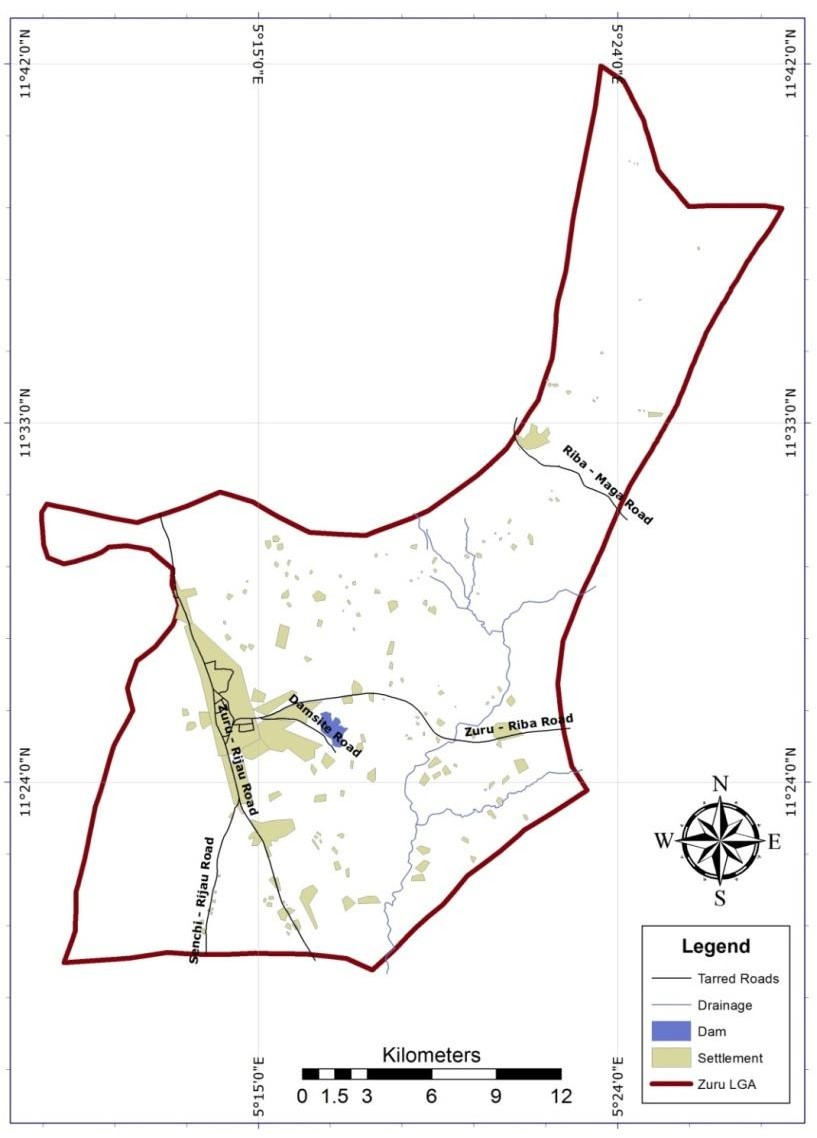 5°15'0"E
5°24'0"E
11°42'0"N
11°42'0"N
11°33'0"N
11°33'0"N
Riba - Maga Road
Damsite Road
Zuru - Rijau Road
Zuru - Riba Road
11°24'0"N
11°24'0"N
Senchi - Rijau Road
N
W
E
S
Legend
Tarred Roads
Drainage
Dam
Settlement
Zuru LGA
Kilometers
0 1.5 3 6 9 12
5°15'0"E
5°24'0"E